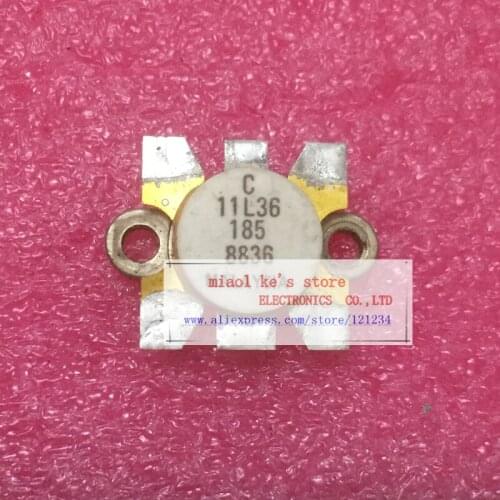 C
11L36
185
8836
miaol ke's store
ELECTRONICS CO.,LTD
www.aliexpress.com/store/121234